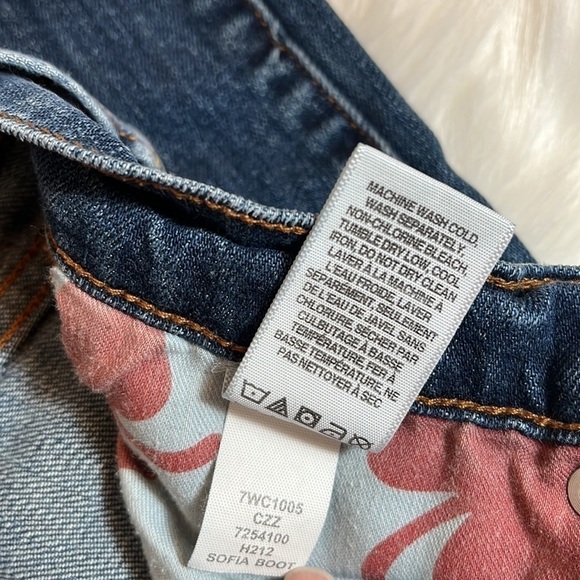 MACHINE WASH COLD.
WASH SEPARATELY.
NON-CHLORINE BLEACH,
TUMBLE DRY LOW, COOL
IRON, DO NOT DRY CLEAN
LAVER À LA MACHINE À
L'EAU FROIDE. LAVER
SÉPARÉMENT, SEULEMENT
DE L'EAU DE JAVEL SANS
CHLORURE, SÉCHER PAR
CULBUTAGE À BASSE
TEMPÉRATURE FER À
BASSE TEMPÉRATURE, NE
PAS NETTOYER À SEC
7WC1005
CZZ
7254100
H212
SOFIA BOOT